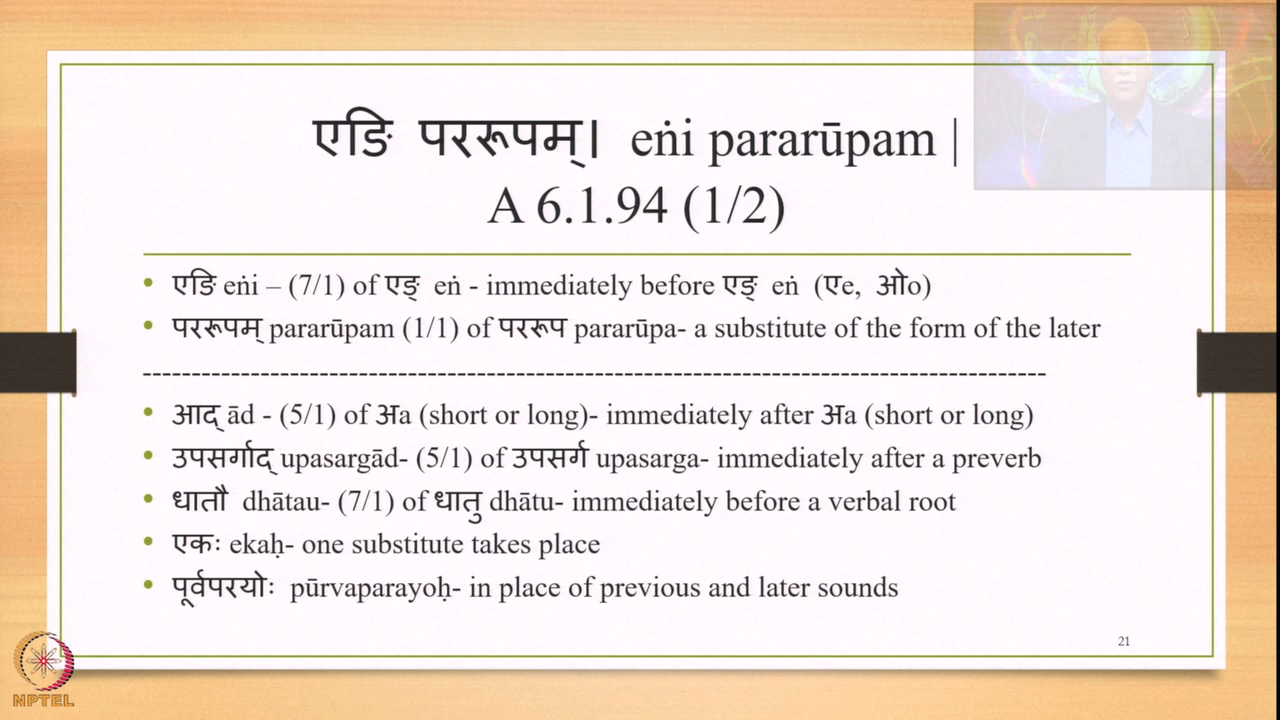 एङि पररूपम्। eṅi pararūpam |
A 6.1.94 (1/2)
• एङि eṅi – (7/1) of एङ् eṅ - immediately before एङ् eṅ (एe, ओo)
• पररूपम् pararūpam (1/1) of पररूप pararūpa- a substitute of the form of the later
---------------------------------------------------------------------------------------------
• आद् ād - (5/1) of अa (short or long)- immediately after अa (short or long)
• उपसर्गाद् upasargād- (5/1) of उपसर्ग upasarga- immediately after a preverb
• धातौ dhātau- (7/1) of धातु dhātu- immediately before a verbal root
• एकः ekaḥ- one substitute takes place
• पूर्वपरयोः pūrvaparayoḥ- in place of previous and later sounds
21
NPTEL